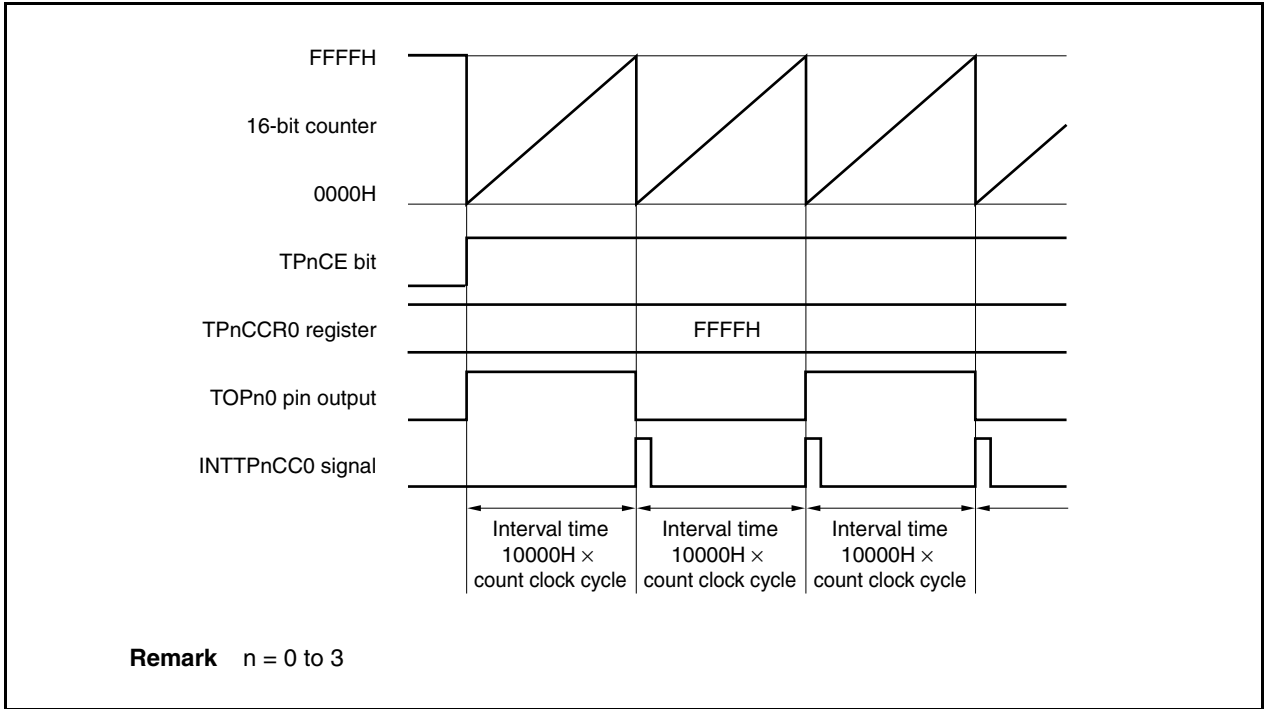 FFFFH
16-bit counter
0000H
TPnCE bit
TPnCCR0 register
FFFFH
TOPn0 pin output
INTTPnCC0 signal
Interval time
10000H ×
count clock cycle
Interval time
10000H ×
count clock cycle
Interval time
10000H ×
count clock cycle
Remark n = 0 to 3